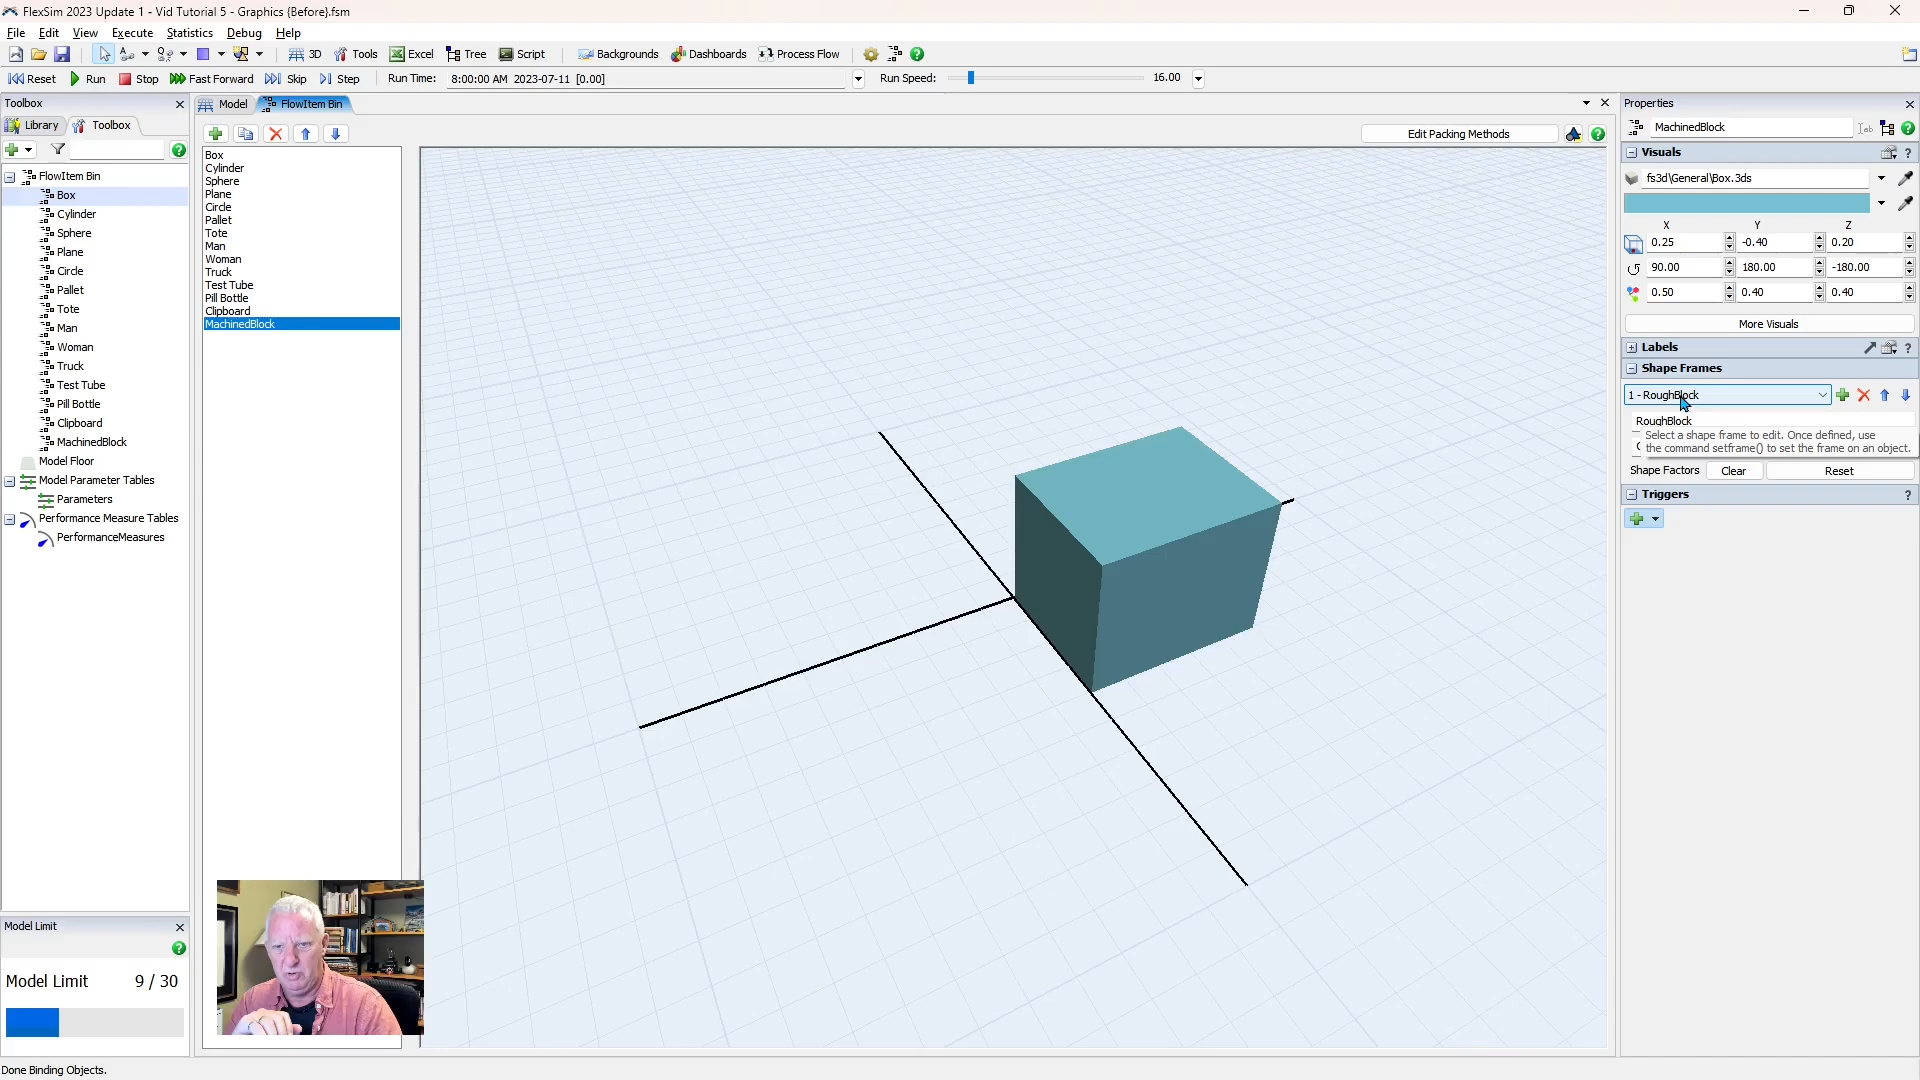 FlexSim 2023 Update 1 - Vid Tutorial 5 - Graphics {Before}.fsm
File Edit View Execute Statistics Debug Help
3D Tools Excel Tree Script Backgrounds Dashboards Process Flow
Reset Run Stop Fast Forward Skip Step Run Time: 8:00:00 AM 2023-07-11 [0.00] Run Speed: 16.00
Toolbox
Library Toolbox
FlowItem Bin
Box
Cylinder
Sphere
Plane
Circle
Pallet
Tote
Man
Woman
Truck
Test Tube
Pill Bottle
Clipboard
MachinedBlock
Model Floor
Model Parameter Tables
Parameters
Performance Measure Tables
PerformanceMeasures
Model Limit
Model Limit 9 / 30
Model FlowItem Bin
Edit Packing Methods
Box
Cylinder
Sphere
Plane
Circle
Pallet
Tote
Man
Woman
Truck
Test Tube
Pill Bottle
Clipboard
MachinedBlock
Properties
MachinedBlock
Visuals
fs3d\General\Box.3ds
X Y Z
0.25 -0.40 0.20
90.00 180.00 -180.00
0.50 0.40 0.40
More Visuals
Labels
Shape Frames
1 - RoughBlock
RoughBlock
Select a shape frame to edit. Once defined, use
the command setframe() to set the frame on an object.
Shape Factors Clear Reset
Triggers
Done Binding Objects.